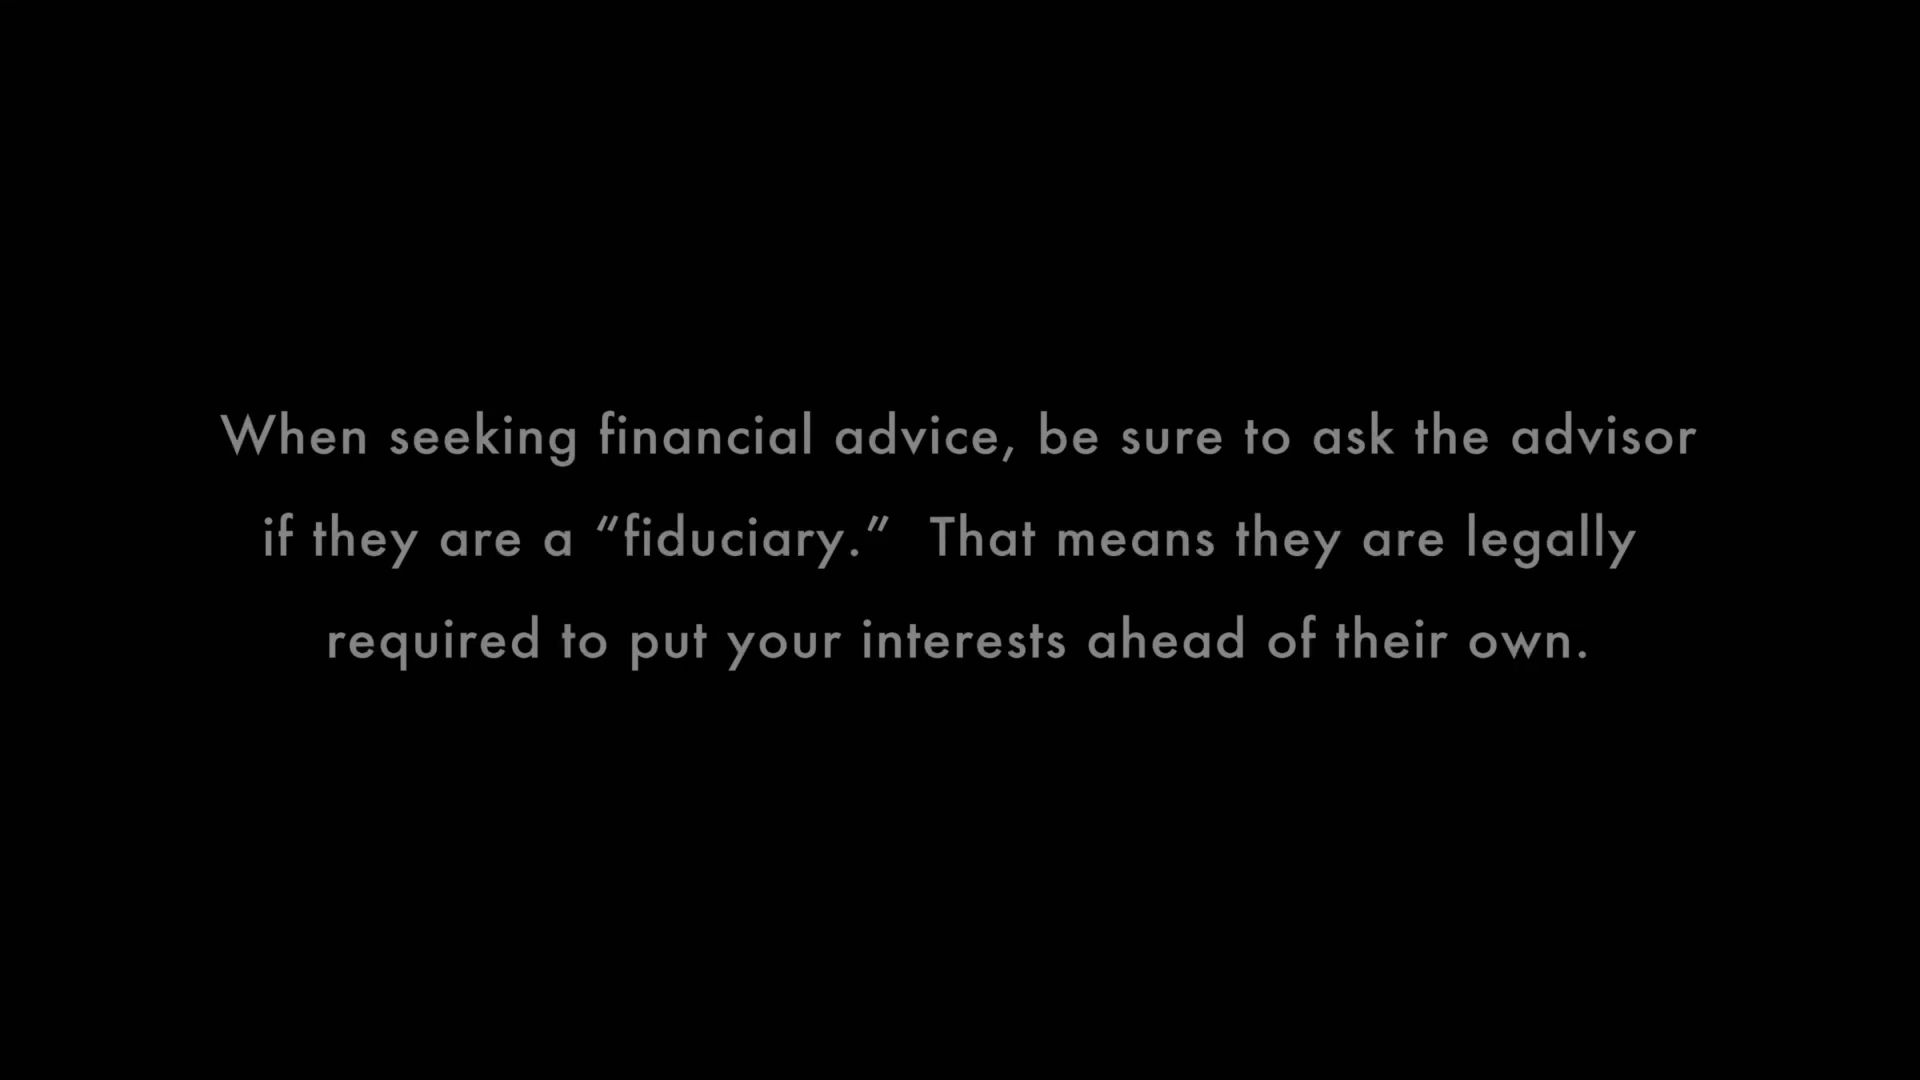 When seeking financial advice, be sure to ask the advisor
if they are a “fiduciary.”  That means they are legally
required to put your interests ahead of their own.